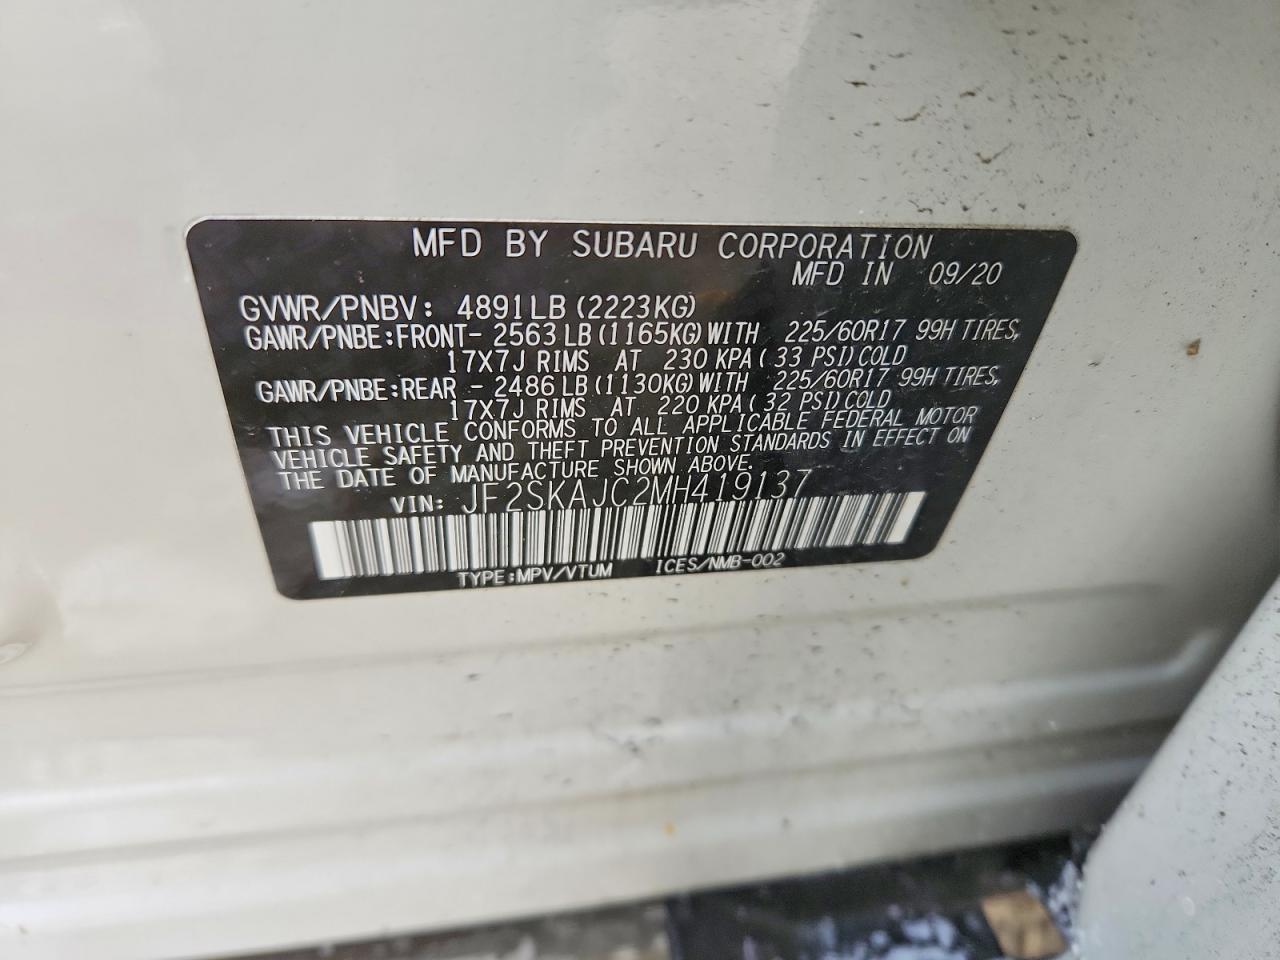 MFD BY SUBARU CORPORATION
MFD IN 09/20
GVWR/PNBV: 4891LB(2223KG)
GAWR/PNBE:FRONT- 2563LB(1165KG)WITH 225/60R17 99H TIRES,
17X7J RIMS AT 230 KPA( 33 PSI)COLD
GAWR/PNBE:REAR - 2486LB(1130KG)WITH 225/60R17 99H TIRES,
17X7J RIMS AT 220 KPA( 32 PSI)COLD
THIS VEHICLE CONFORMS TO ALL APPLICABLE FEDERAL MOTOR
VEHICLE SAFETY AND THEFT PREVENTION STANDARDS IN EFFECT ON
THE DATE OF MANUFACTURE SHOWN ABOVE.
VIN: JF2SKAJC2MH419137
TYPE:MPV/VTUM ICES/NMB-002